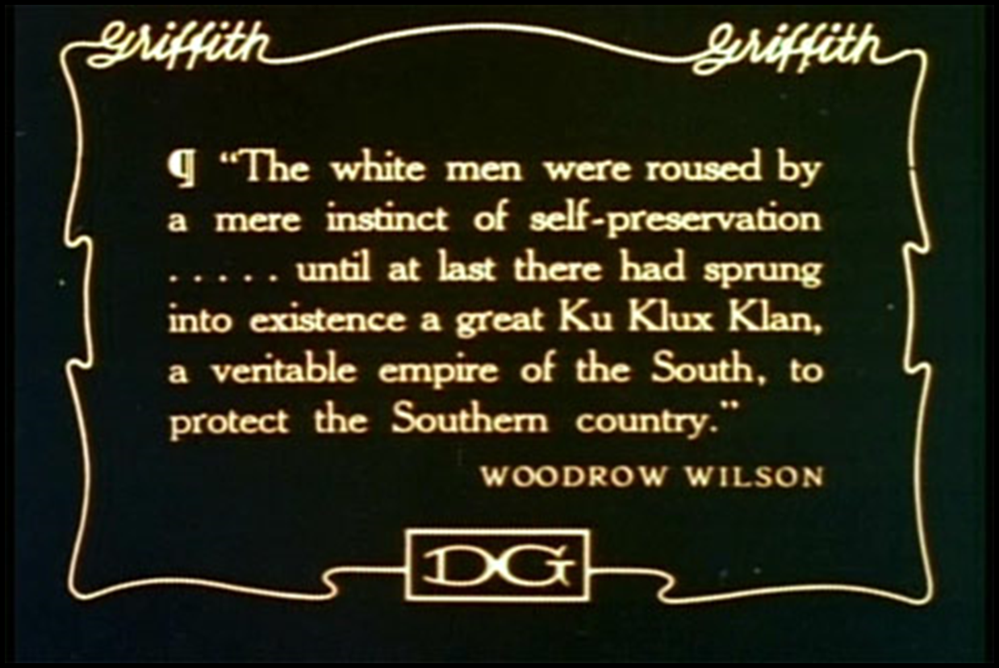 Griffith Griffith
¶ “The white men were roused by
a mere instinct of self-preservation
. . . . . until at last there had sprung
into existence a great Ku Klux Klan,
a veritable empire of the South, to
protect the Southern country.”
WOODROW WILSON
DG